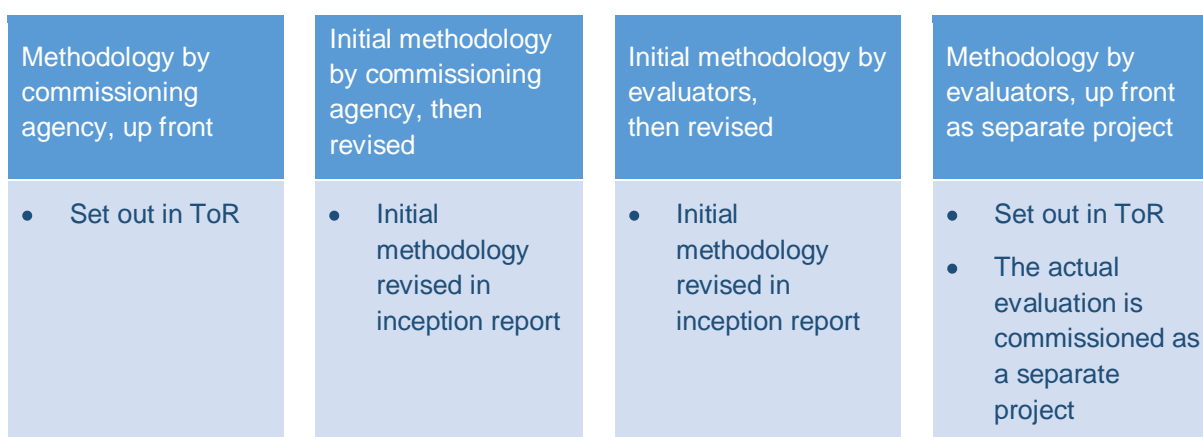 Methodology by
commissioning
agency, up front
• Set out in ToR
Initial methodology
by commissioning
agency, then
revised
• Initial
methodology
revised in
inception report
Initial methodology by
evaluators,
then revised
• Initial
methodology
revised in
inception report
Methodology by
evaluators, up front
as separate project
• Set out in ToR
• The actual
evaluation is
commissioned as
a separate
project